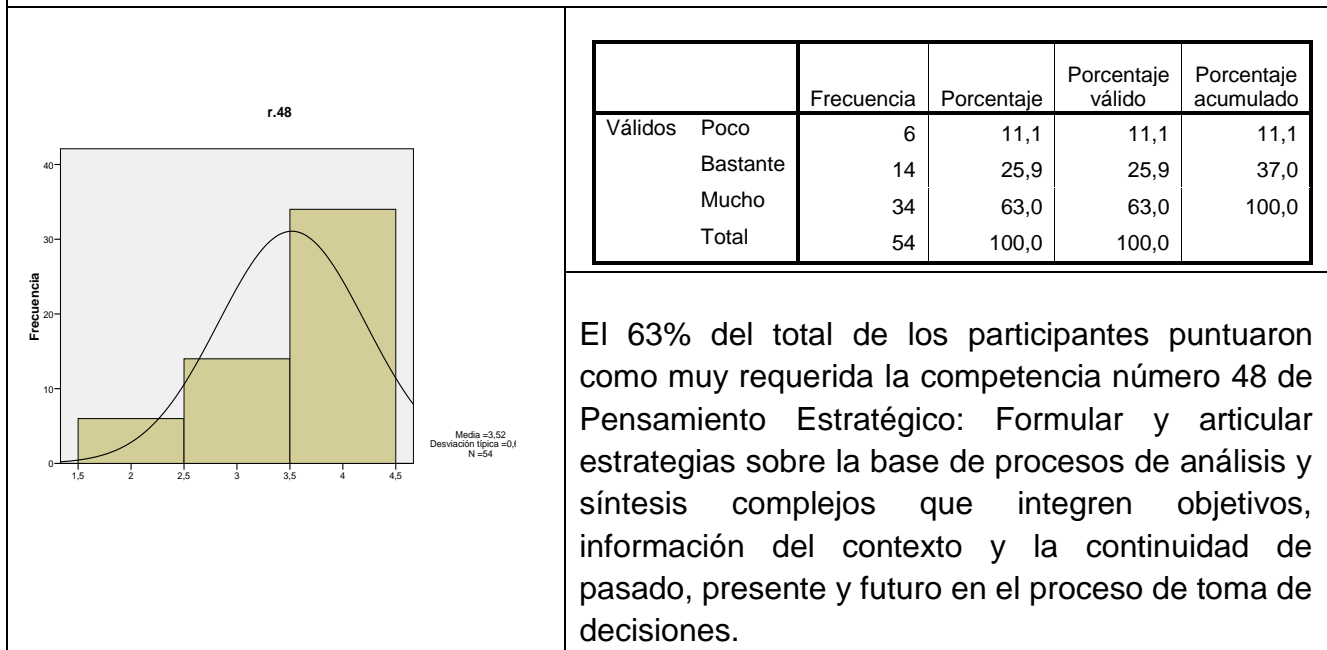 r.48
40
30
20
10
0
Frecuencia
1,5 2 2,5 3 3,5 4 4,5
Media =3,52
Desviación típica =0,6
N =54
Frecuencia Porcentaje Porcentaje válido Porcentaje acumulado
Válidos Poco 6 11,1 11,1 11,1
Bastante 14 25,9 25,9 37,0
Mucho 34 63,0 63,0 100,0
Total 54 100,0 100,0
El 63% del total de los participantes puntuaron
como muy requerida la competencia número 48 de
Pensamiento Estratégico: Formular y articular
estrategias sobre la base de procesos de análisis y
síntesis complejos que integren objetivos,
información del contexto y la continuidad de
pasado, presente y futuro en el proceso de toma de
decisiones.